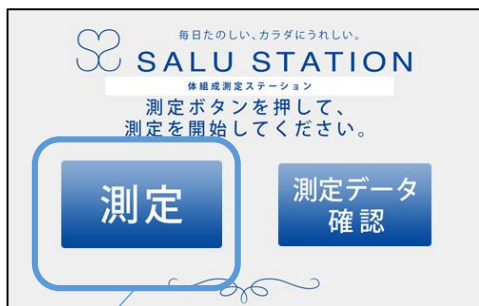 毎日たのしい、カラダにうれしい。
SALU STATION
体組成測定ステーション
測定ボタンを押して、
測定を開始してください。
測定
測定データ
確認